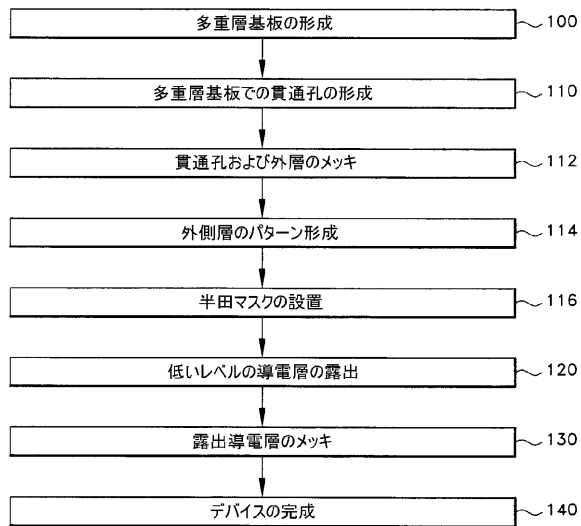 多重層基板の形成 100
多重層基板での貫通孔の形成 110
貫通孔および外層のメッキ 112
外側層のパターン形成 114
半田マスクの設置 116
低いレベルの導電層の露出 120
露出導電層のメッキ 130
デバイスの完成 140